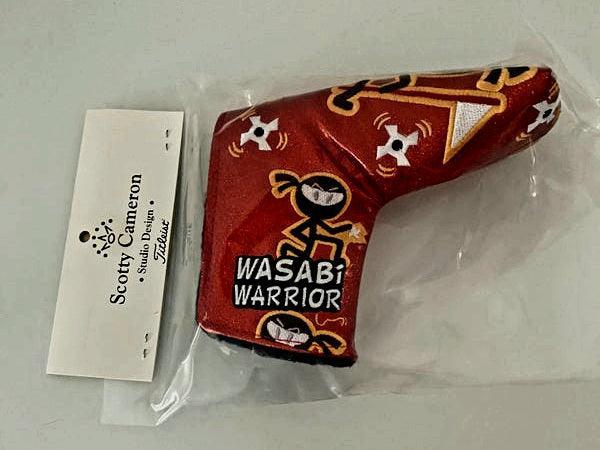 Scotty Cameron
• Studio Design •
Titleist
WASABi
WARRIOR